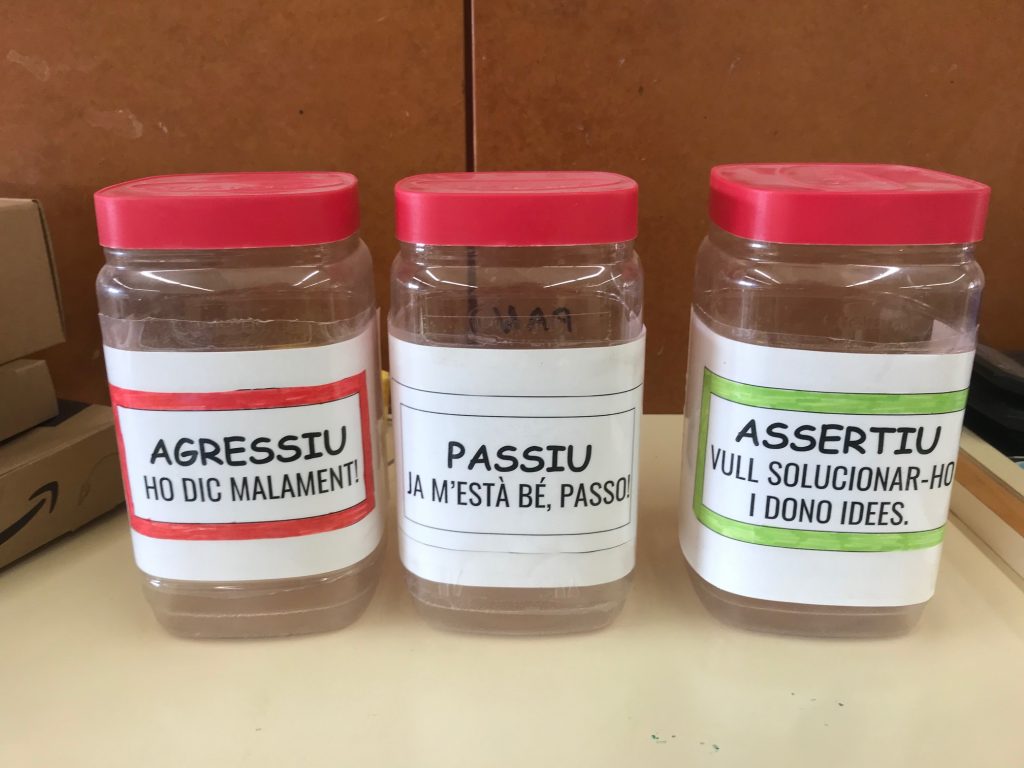 AGRESSIU
HO DIC MALAMENT!
PASSIU
JA M'ESTÀ BÉ, PASSO!
ASSERTIU
VULL SOLUCIONAR-HO
I DONO IDEES.